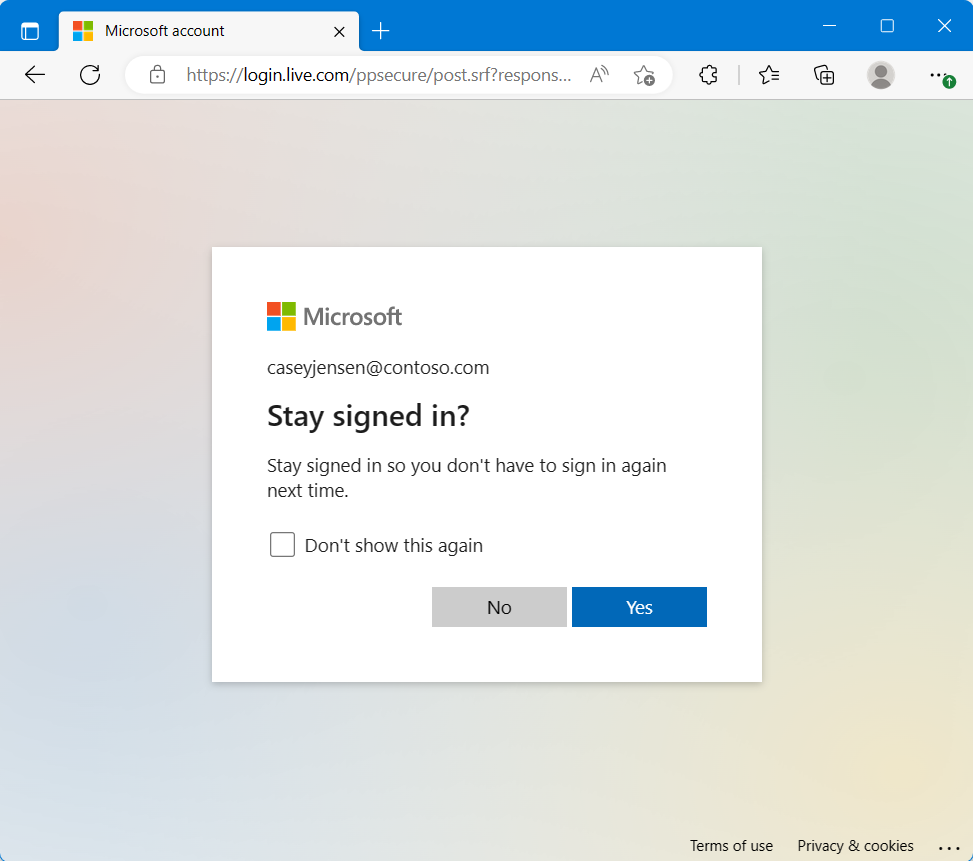 Microsoft account
https://login.live.com/ppsecure/post.srf?respons...
Microsoft
caseyjensen@contoso.com
Stay signed in?
Stay signed in so you don't have to sign in again
next time.
Don't show this again
No
Yes
Terms of use
Privacy & cookies